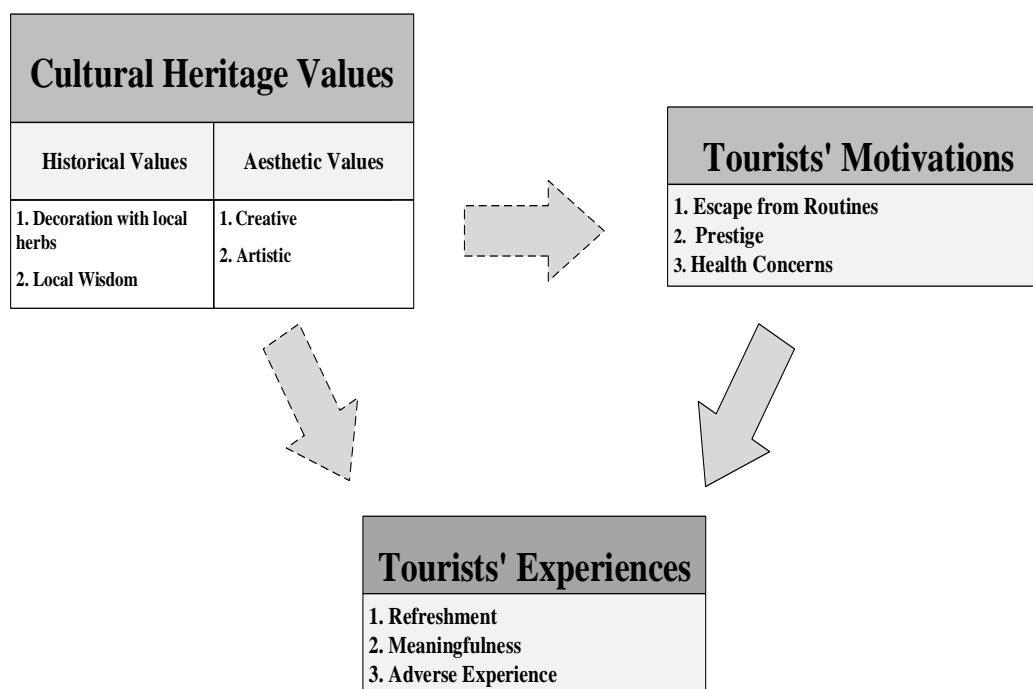 Cultural Heritage Values
Historical Values
Aesthetic Values
1. Decoration with local
herbs
2. Local Wisdom
1. Creative
2. Artistic
Tourists' Motivations
1. Escape from Routines
2. Prestige
3. Health Concerns
Tourists' Experiences
1. Refreshment
2. Meaningfulness
3. Adverse Experience